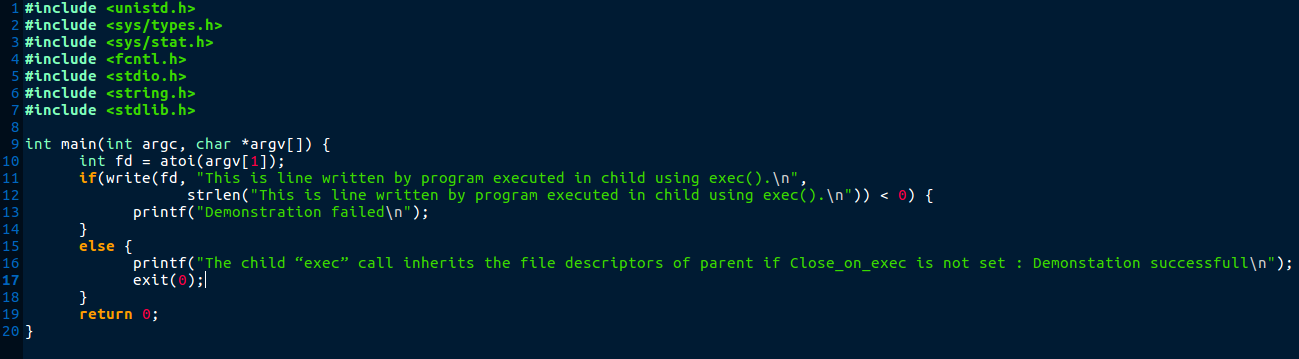 1 #include <unistd.h>
2 #include <sys/types.h>
3 #include <sys/stat.h>
4 #include <fcntl.h>
5 #include <stdio.h>
6 #include <string.h>
7 #include <stdlib.h>
8
9 int main(int argc, char *argv[]) {
10 int fd = atoi(argv[1]);
11 if(write(fd, "This is line written by program executed in child using exec().\n",
12 strlen("This is line written by program executed in child using exec().\n")) < 0) {
13 printf("Demonstration failed\n");
14 }
15 else {
16 printf("The child “exec” call inherits the file descriptors of parent if Close_on_exec is not set : Demonstation successfull\n");
17 exit(0);
18 }
19 return 0;
20 }